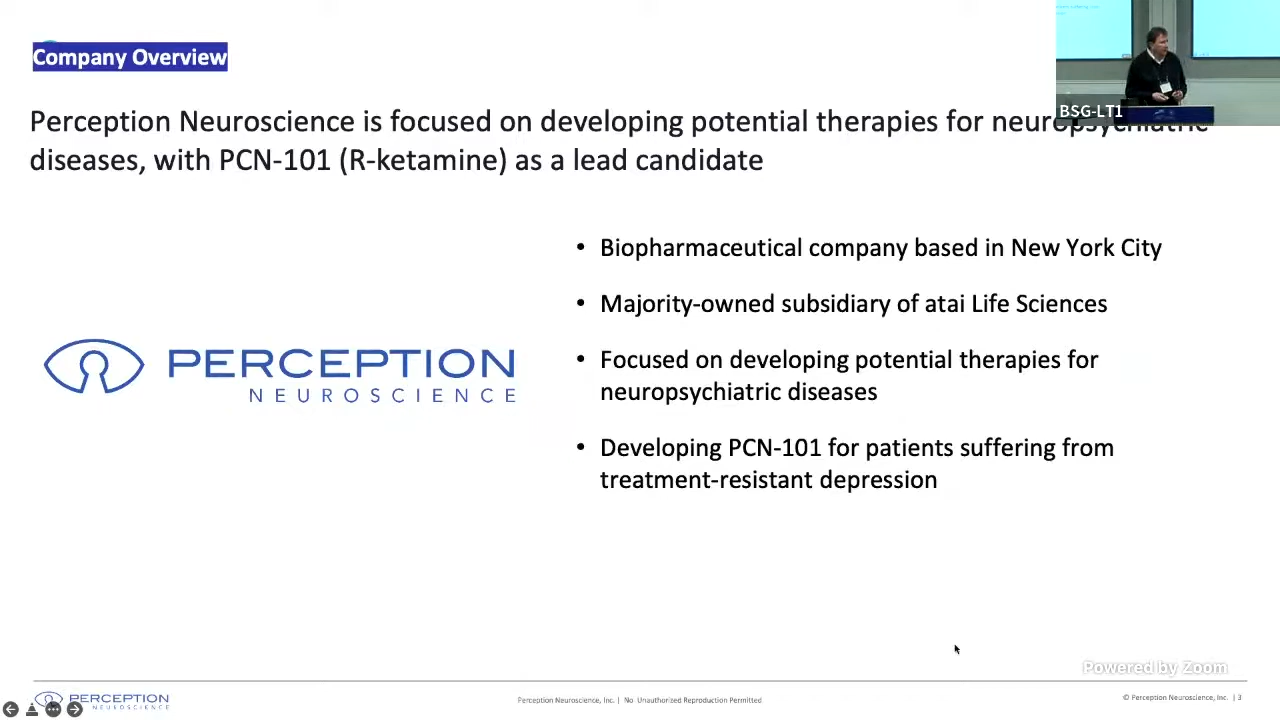 Company Overview
BSG-LT1
Perception Neuroscience is focused on developing potential therapies for neuropsychiatric
diseases, with PCN-101 (R-ketamine) as a lead candidate
• Biopharmaceutical company based in New York City
• Majority-owned subsidiary of atai Life Sciences
• Focused on developing potential therapies for
neuropsychiatric diseases
• Developing PCN-101 for patients suffering from
treatment-resistant depression
PERCEPTION
NEUROSCIENCE
Powered by Zoom
PERCEPTION
NEUROSCIENCE
Perception Neuroscience, Inc. | No Unauthorized Reproduction Permitted
© Perception Neuroscience, Inc. | 3